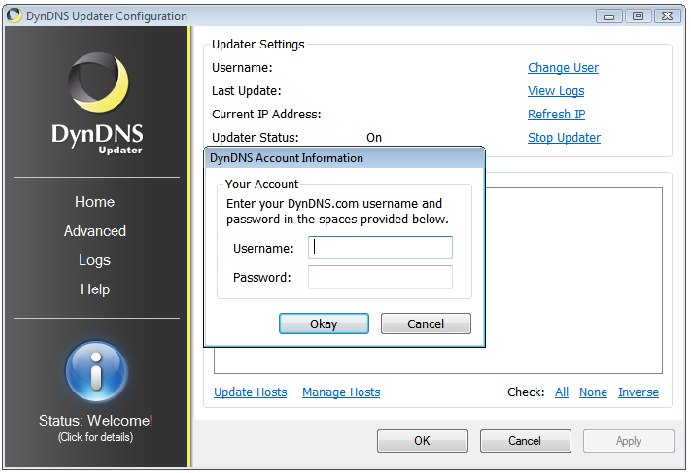 DynDNS Updater Configuration
DynDNS
Updater
Home
Advanced
Logs
Help
Status: Welcome!
(Click for details)
Updater Settings
Username: Change User
Last Update: View Logs
Current IP Address: Refresh IP
Updater Status: On Stop Updater
DynDNS Account Information
Your Account
Enter your DynDNS.com username and
password in the spaces provided below.
Username:
Password:
Okay Cancel
Update Hosts Manage Hosts Check: All None Inverse
OK Cancel Apply